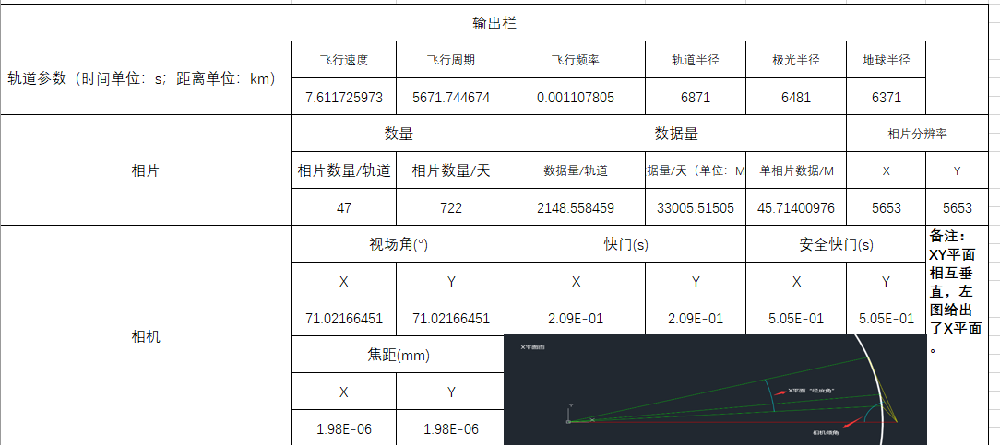 输出栏
轨道参数（时间单位：s；距离单位：km）
飞行速度 飞行周期 飞行频率 轨道半径 极光半径 地球半径
7.611725973 5671.744674 0.001107805 6871 6481 6371
相片
数量 数据量 相片分辨率
相片数量/轨道 相片数量/天 数据量/轨道 据量/天（单位：M 单相片数据/M X Y
47 722 2148.558459 33005.51505 45.71400976 5653 5653
相机
视场角(°) 快门(s) 安全快门(s)
X Y X Y X Y
71.02166451 71.02166451 2.09E-01 2.09E-01 5.05E-01 5.05E-01
备注：
XY平面
相互垂
直，左
图给出
了X平面
。
焦距(mm)
X Y
1.98E-06 1.98E-06
X平面图
X平面“经度角”
相机倾角
Y
X